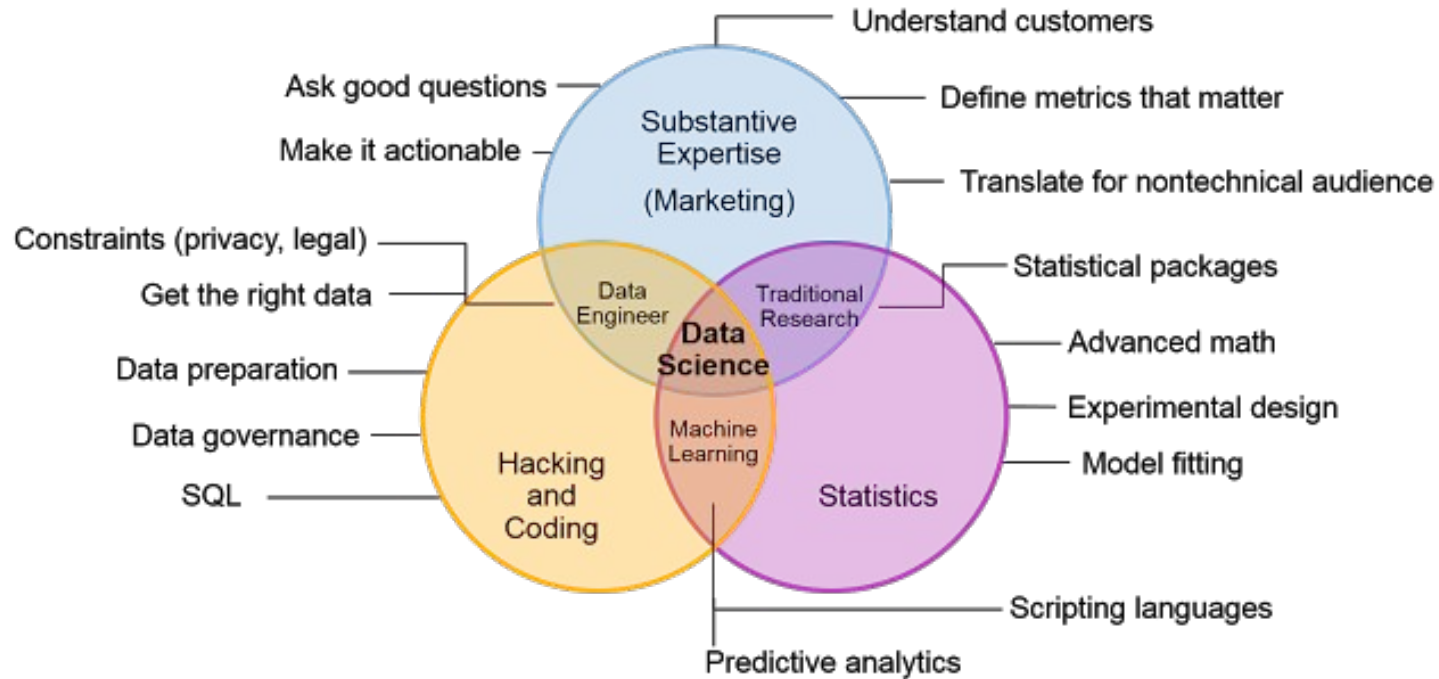 Understand customers
Ask good questions
Define metrics that matter
Substantive
Expertise
(Marketing)
Make it actionable
Translate for nontechnical audience
Constraints (privacy, legal)
Get the right data
Statistical packages
Data
Engineer
Traditional
Research
Data
Science
Advanced math
Data preparation
Experimental design
Data governance
Machine
Learning
Model fitting
Hacking
and
Coding
SQL
Statistics
Scripting languages
Predictive analytics